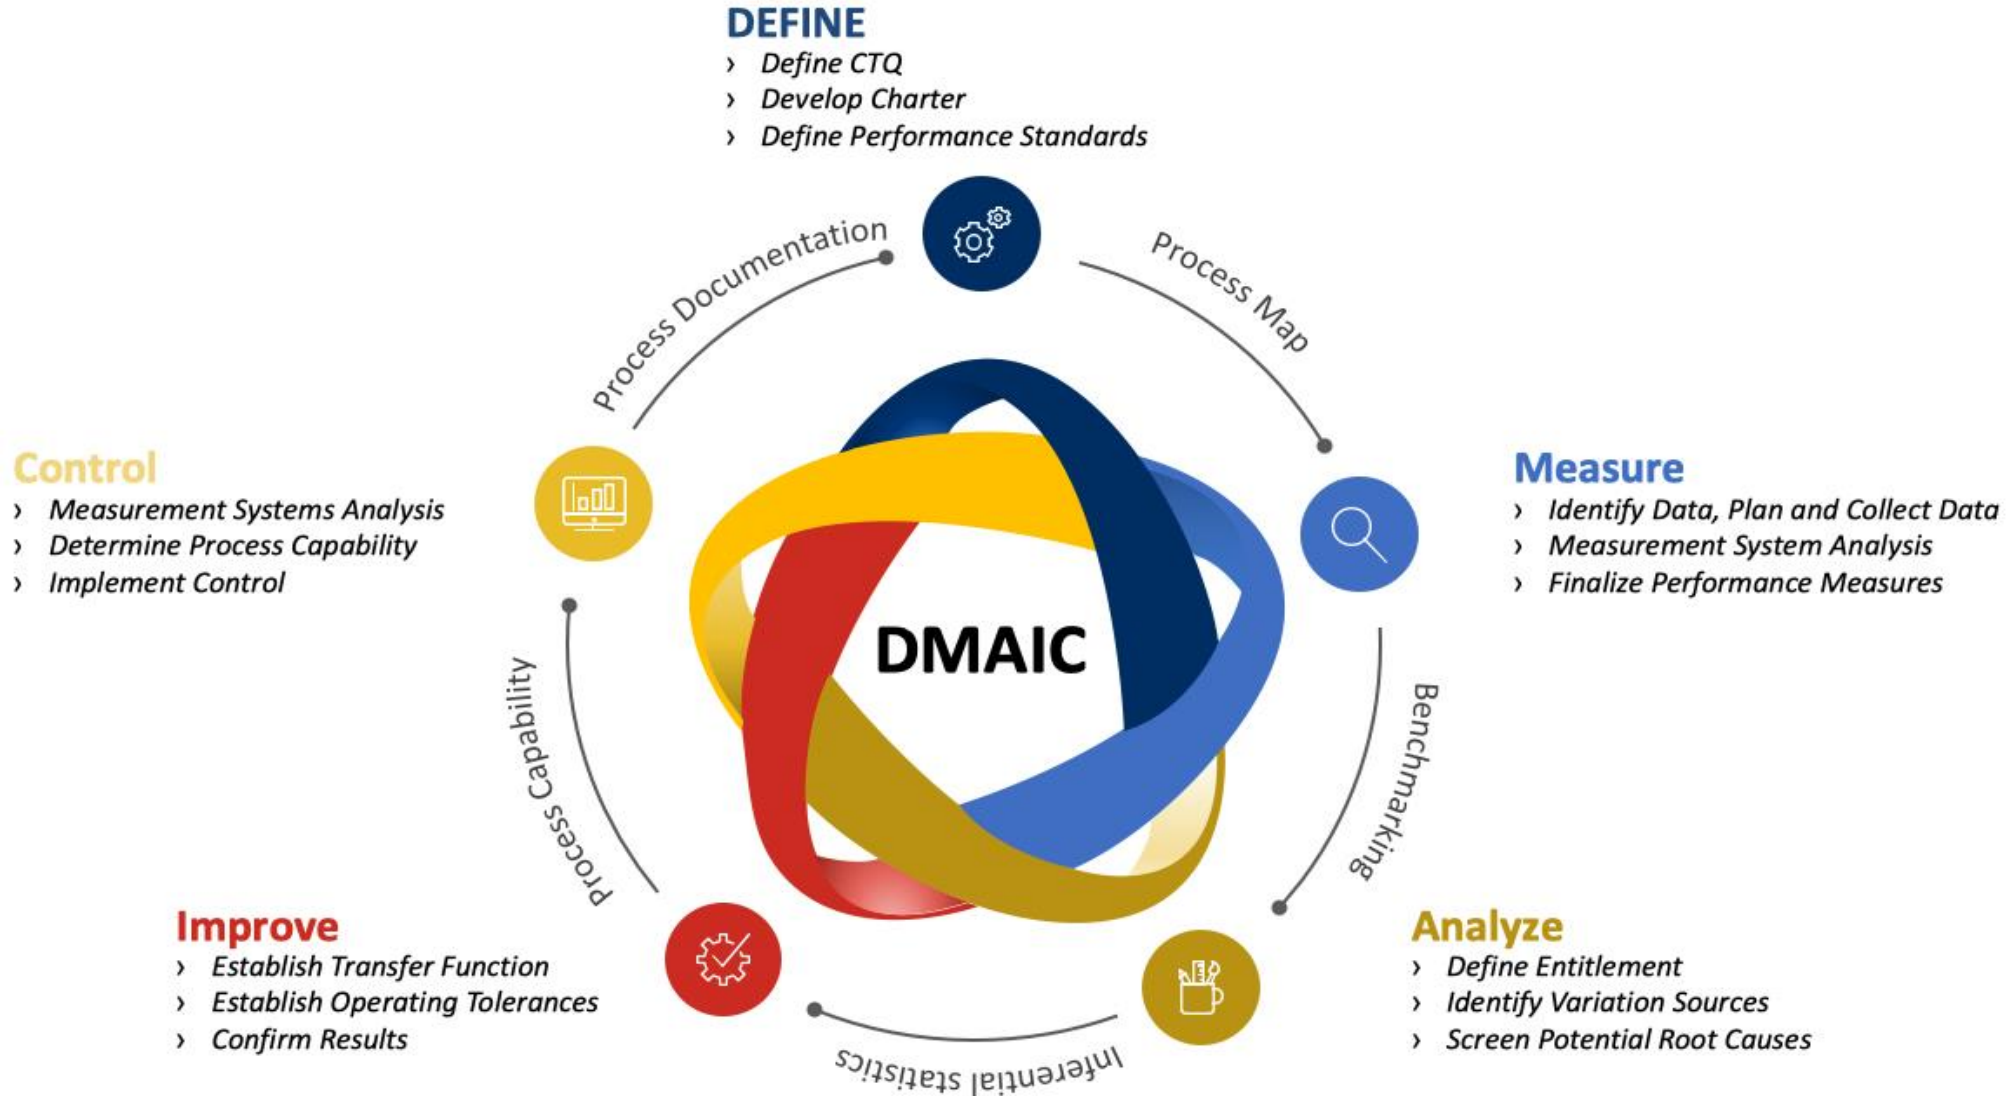 DEFINE
› Define CTQ
› Develop Charter
› Define Performance Standards
Process Documentation
Process Map
Control
› Measurement Systems Analysis
› Determine Process Capability
› Implement Control
Measure
› Identify Data, Plan and Collect Data
› Measurement System Analysis
› Finalize Performance Measures
DMAIC
Process Capability
Benchmarking
Improve
› Establish Transfer Function
› Establish Operating Tolerances
› Confirm Results
Analyze
› Define Entitlement
› Identify Variation Sources
› Screen Potential Root Causes
Inferential statistics